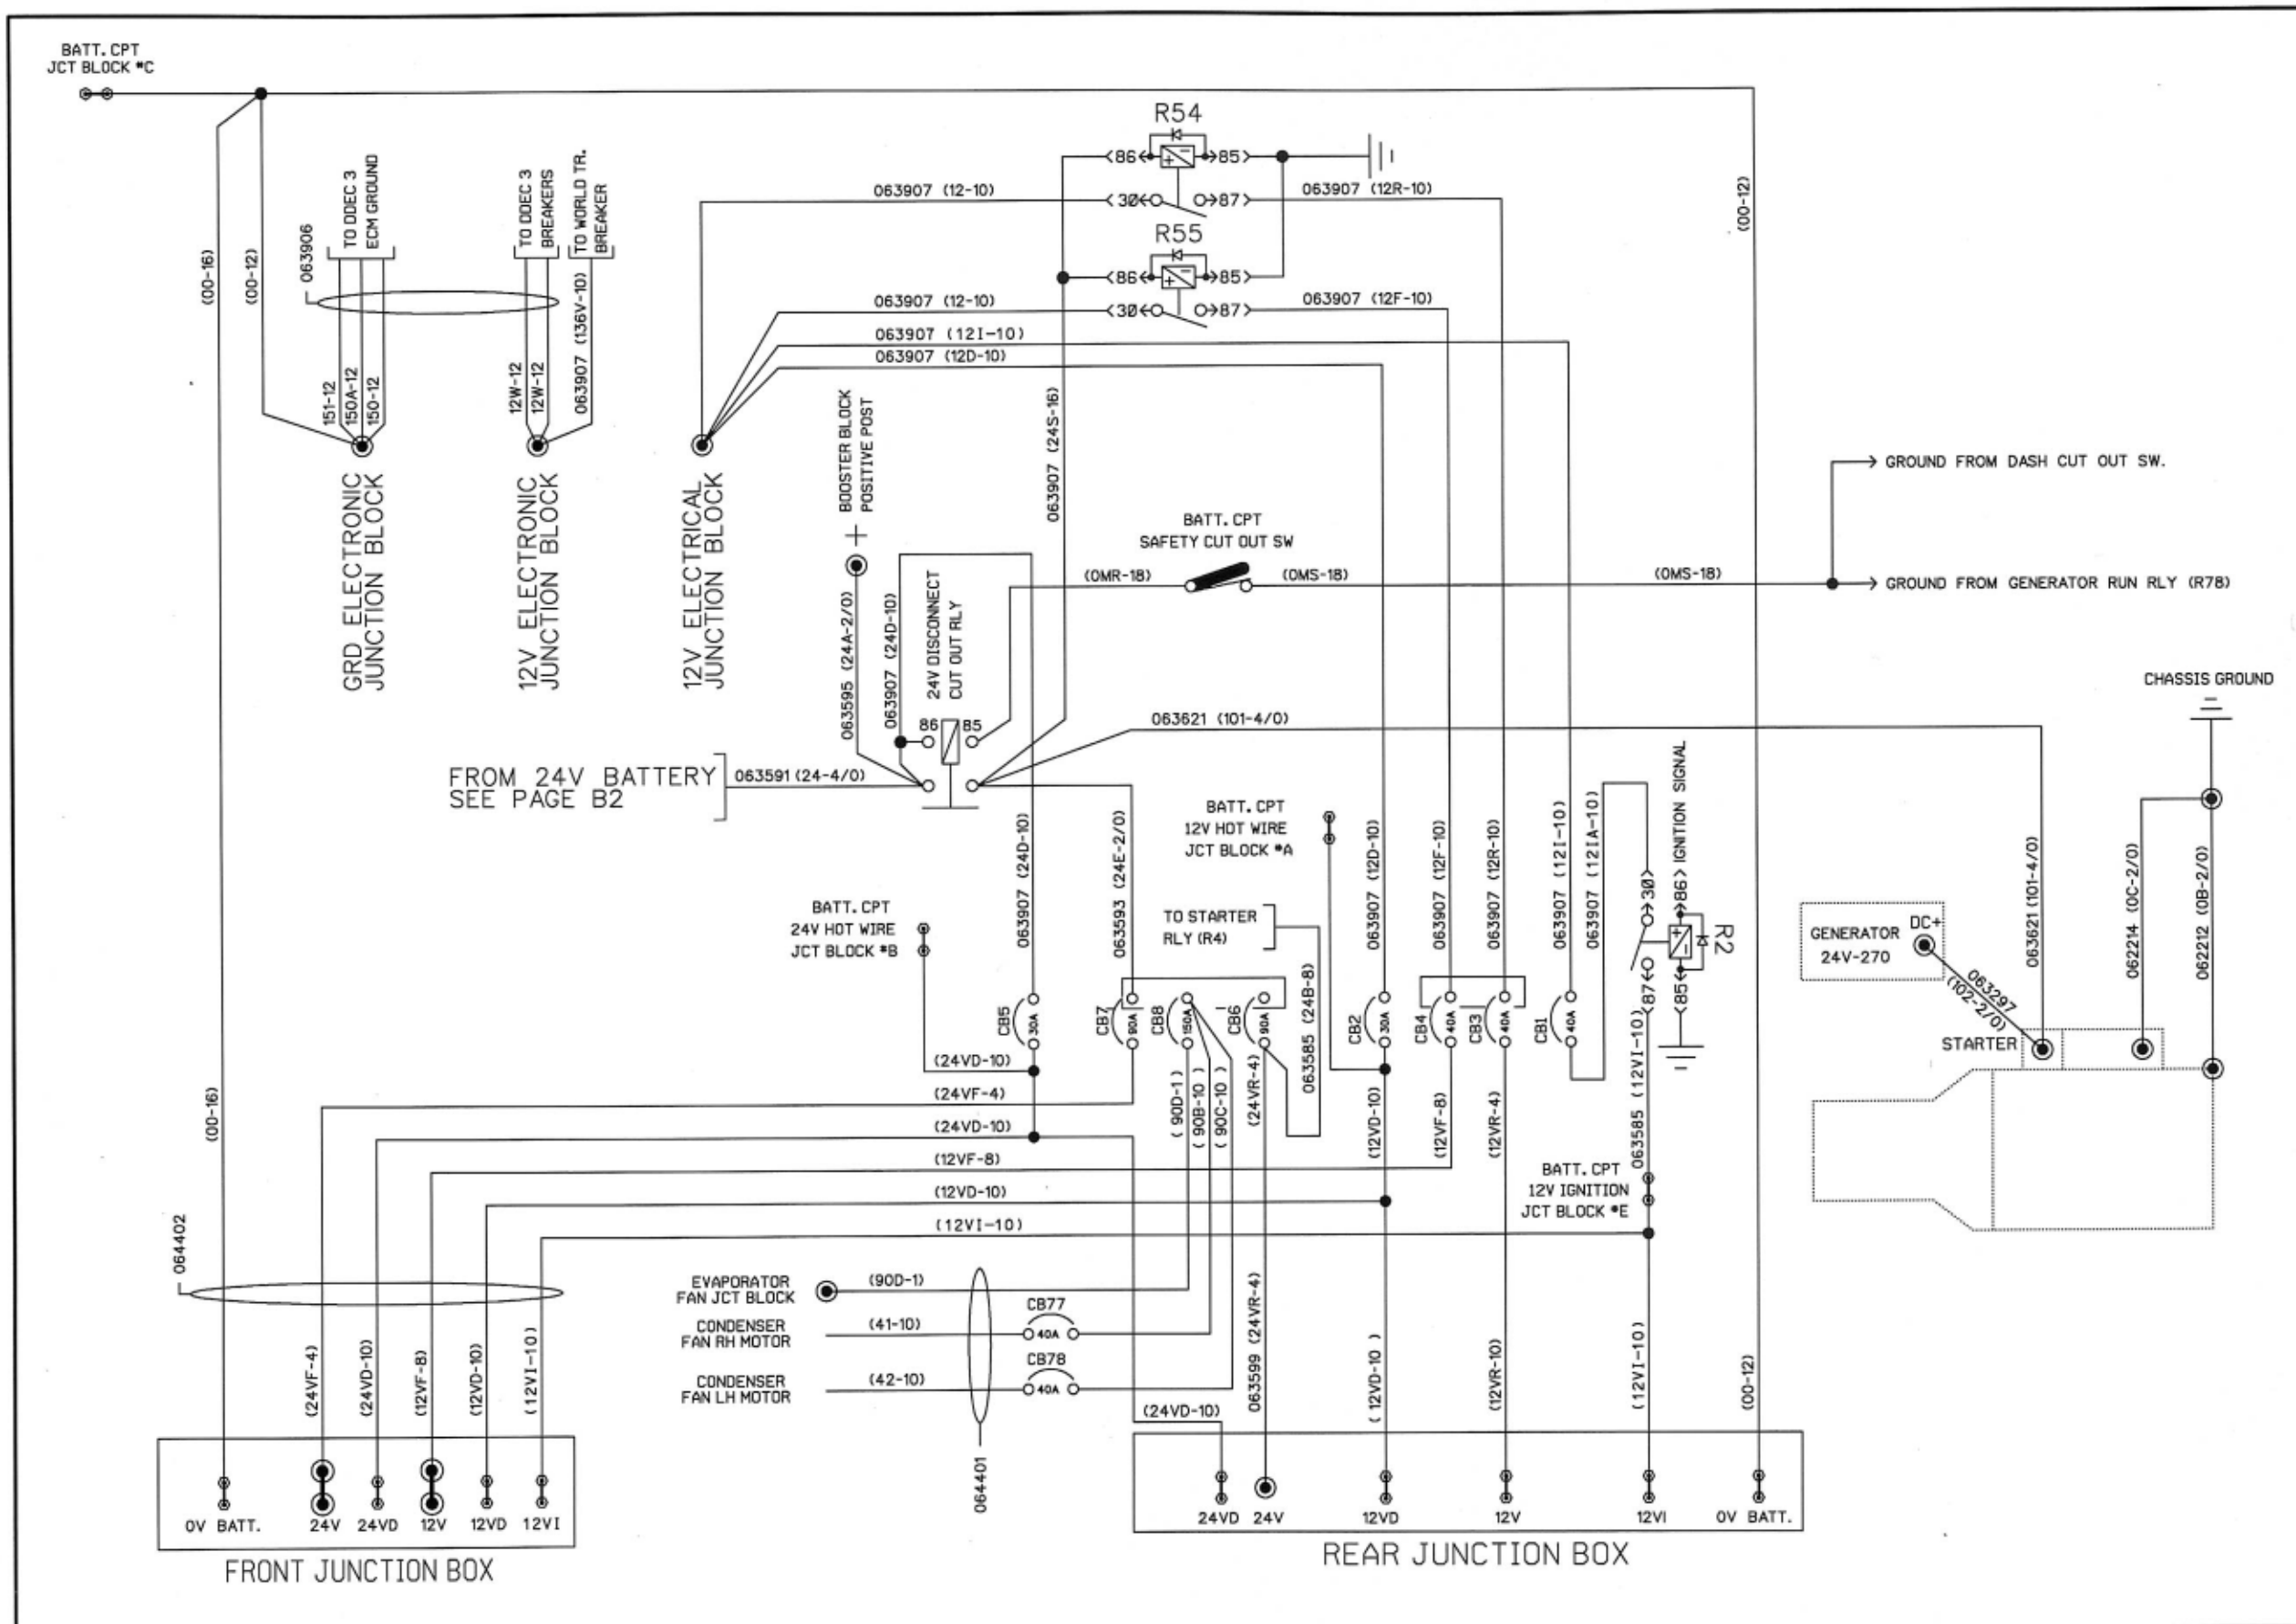 BATT. CPT
JCT BLOCK *C
R54
<86
+ -
85>
063907 (12-10)
<30
87>
063907 (12R-10)
R55
<86
+ -
85>
063907 (12-10)
<30
87>
063907 (12F-10)
063907 (12I-10)
063907 (12D-10)
(00-16)
(00-12)
063906
TO DDEC 3
ECM GROUND
TO DDEC 3
BREAKERS
TO WORLD TR.
BREAKER
063907 (136V-10)
151-12
150A-12
150-12
12W-12
12W-12
(00-12)
GRD ELECTRONIC
JUNCTION BLOCK
12V ELECTRONIC
JUNCTION BLOCK
12V ELECTRICAL
JUNCTION BLOCK
BOOSTER BLOCK
POSITIVE POST
+
063907 (24S-16)
063595 (24A-2/0)
063907 (24D-10)
24V DISCONNECT
CUT OUT RLY
86
85
BATT. CPT
SAFETY CUT OUT SW
(0MR-18)
(0MS-18)
(0MS-18)
GROUND FROM DASH CUT OUT SW.
GROUND FROM GENERATOR RUN RLY (R78)
CHASSIS GROUND
063621 (101-4/0)
FROM 24V BATTERY
SEE PAGE B2
063591 (24-4/0)
BATT. CPT
24V HOT WIRE
JCT BLOCK *B
063907 (24D-10)
063593 (24E-2/0)
BATT. CPT
12V HOT WIRE
JCT BLOCK *A
TO STARTER
RLY (R4)
063585 (24B-8)
063907 (12D-10)
063907 (12F-10)
063907 (12R-10)
063907 (12I-10)
063907 (12IA-10)
30>
86> IGNITION SIGNAL
+ -
R2
<87
<85
063621 (101-4/0)
062214 (0C-2/0)
062212 (0B-2/0)
GENERATOR
24V-270
DC+
063297
(102-2/0)
STARTER
CB5
30A
CB7
90A
CB8
150A
CB6
90A
CB2
30A
CB4
40A
CB3
40A
CB1
40A
(24VD-10)
(24VF-4)
(24VD-10)
(12VF-8)
(12VD-10)
(12VI-10)
(90D-1)
(90B-10)
(90C-10)
(24VR-4)
(12VD-10)
(12VF-8)
(12VR-4)
063585 (12VI-10)
BATT. CPT
12V IGNITION
JCT BLOCK *E
(00-16)
064402
EVAPORATOR
FAN JCT BLOCK
(90D-1)
CONDENSER
FAN RH MOTOR
(41-10)
CB77
40A
CONDENSER
FAN LH MOTOR
(42-10)
CB78
40A
064401
(24VF-4)
(24VD-10)
(12VF-8)
(12VD-10)
(12VI-10)
(24VD-10)
063599 (24VR-4)
(12VD-10)
(12VR-10)
(12VI-10)
(00-12)
0V BATT.
24V
24VD
12V
12VD
12VI
FRONT JUNCTION BOX
24VD
24V
12VD
12V
12VI
0V BATT.
REAR JUNCTION BOX